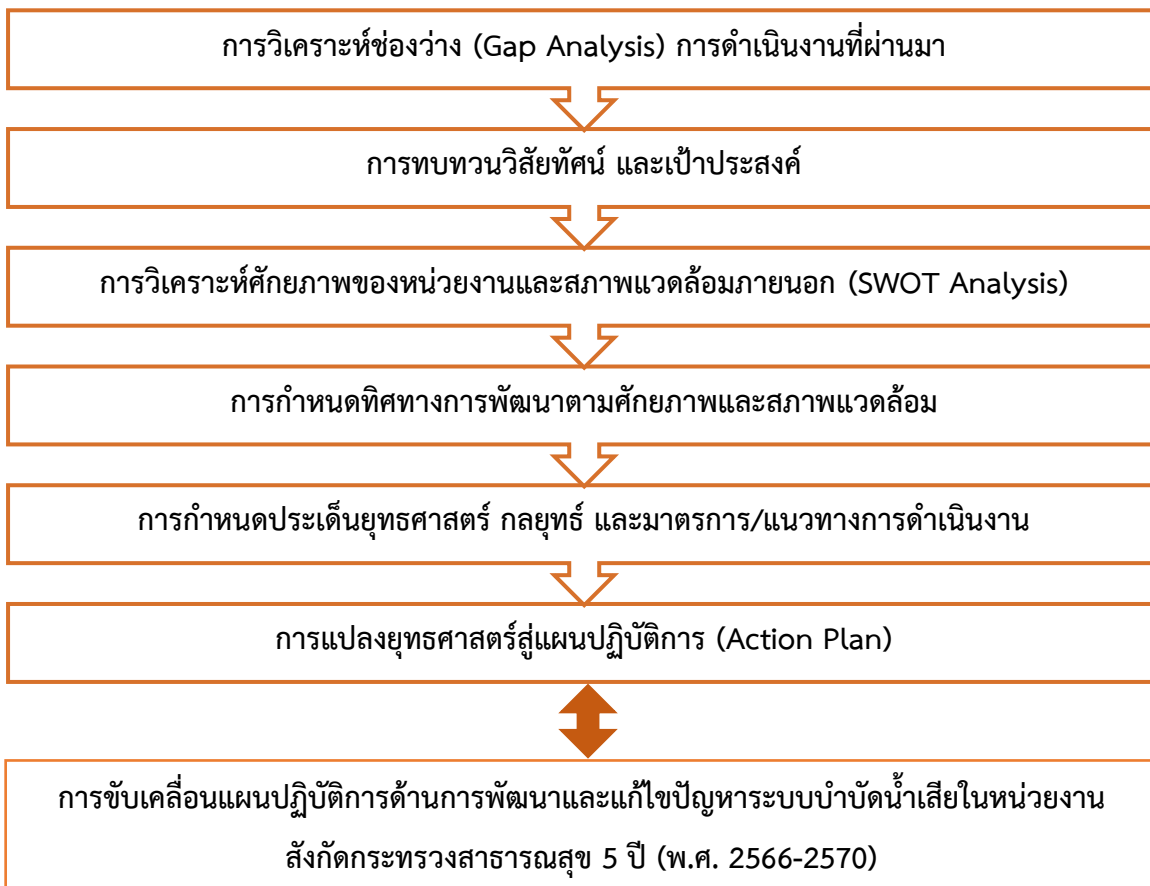 การวิเคราะห์ช่องว่าง (Gap Analysis) การดำเนินงานที่ผ่านมา
การทบทวนวิสัยทัศน์ และเป้าประสงค์
การวิเคราะห์ศักยภาพของหน่วยงานและสภาพแวดล้อมภายนอก (SWOT Analysis)
การกำหนดทิศทางการพัฒนาตามศักยภาพและสภาพแวดล้อม
การกำหนดประเด็นยุทธศาสตร์ กลยุทธ์ และมาตรการ/แนวทางการดำเนินงาน
การแปลงยุทธศาสตร์สู่แผนปฏิบัติการ (Action Plan)
การขับเคลื่อนแผนปฏิบัติการด้านการพัฒนาและแก้ไขปัญหาระบบบำบัดน้ำเสียในหน่วยงาน
สังกัดกระทรวงสาธารณสุข 5 ปี (พ.ศ. 2566-2570)